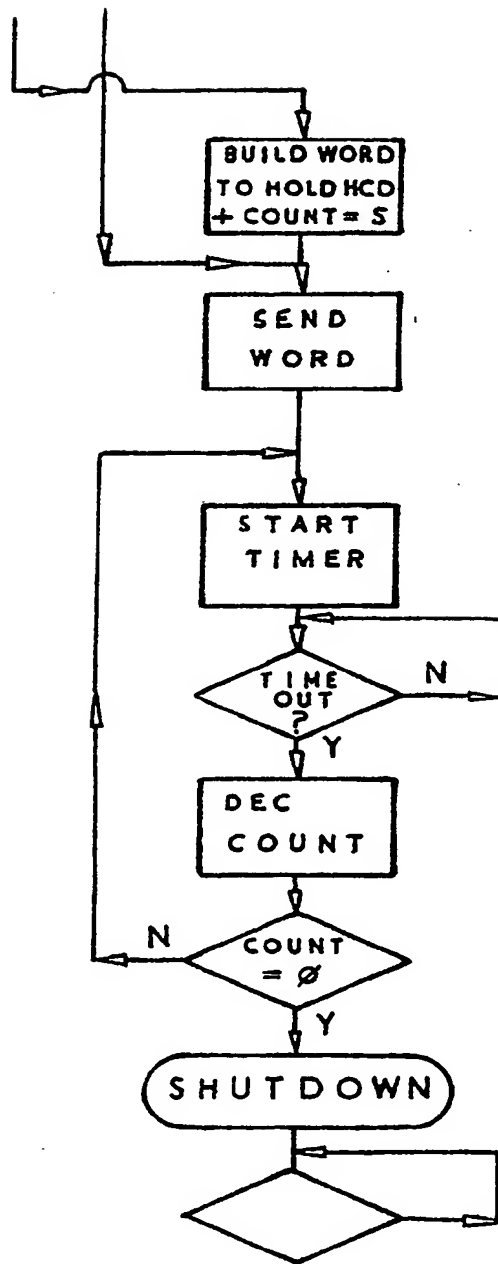 BUILD WORD
TO HOLD HCD
+ COUNT = 5
SEND
WORD
START
TIMER
TIME
OUT
?
N
Y
DEC
COUNT
N
COUNT
= Ø
Y
SHUTDOWN